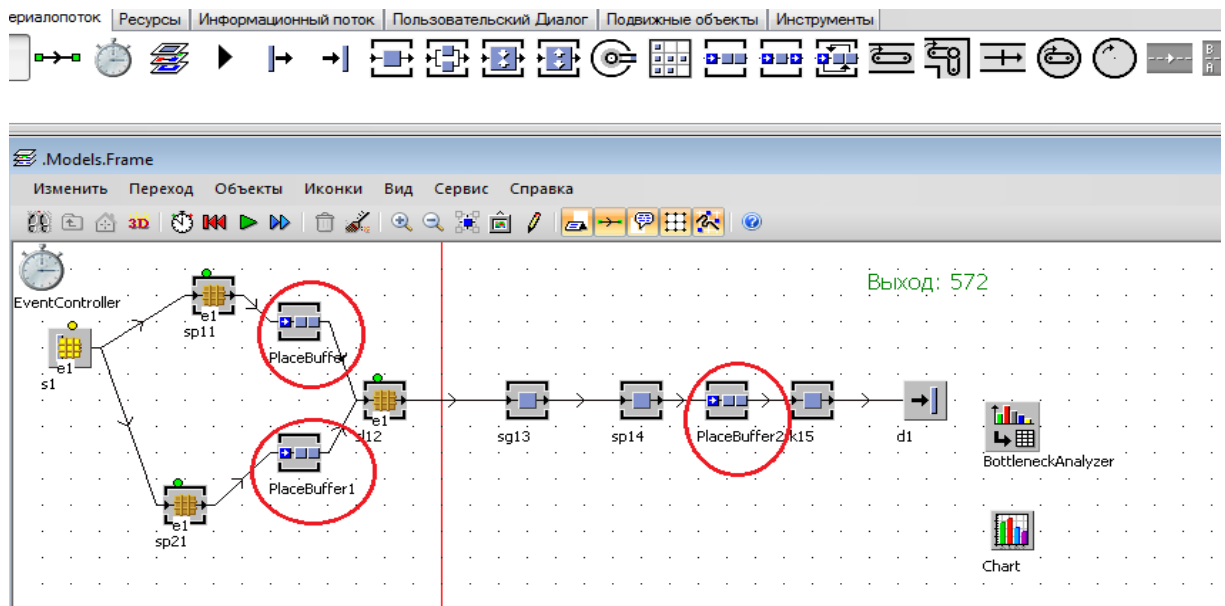 ериалопоток Ресурсы Информационный поток Пользовательский Диалог Подвижные объекты Инструменты
B
A
.Models.Frame
Изменить Переход Объекты Иконки Вид Сервис Справка
3D
Выход: 572
EventController
e1
s1
e1
sp11
PlaceBuffer
e1
sl12
sg13
sp14
PlaceBuffer2
k15
d1
BottleneckAnalyzer
PlaceBuffer1
e1
sp21
Chart